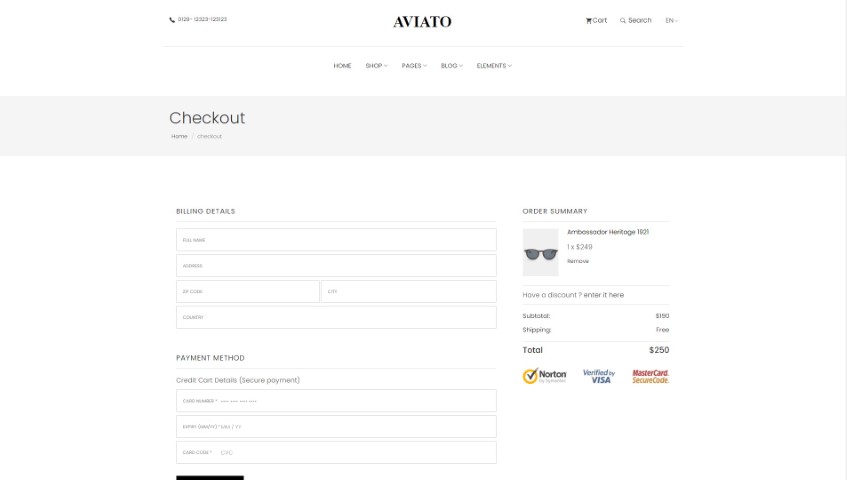 0129- 12323-123123
AVIATO
Cart
Search
EN
HOME
SHOP
PAGES
BLOG
ELEMENTS
Checkout
Home / checkout
BILLING DETAILS
FULL NAME
ADDRESS
ZIP CODE
CITY
COUNTRY
PAYMENT METHOD
Credit Cart Details (Secure payment)
CARD NUMBER * •••• •••• •••• ••••
EXPIRY (MM/YY) * MM / YY
CARD CODE * CVC
ORDER SUMMARY
Ambassador Heritage 1921
1 x $249
Remove
Have a discount ? enter it here
Subtotal: $190
Shipping: Free
Total $250
Norton
by Symantec
Verified by
VISA
MasterCard.
SecureCode.